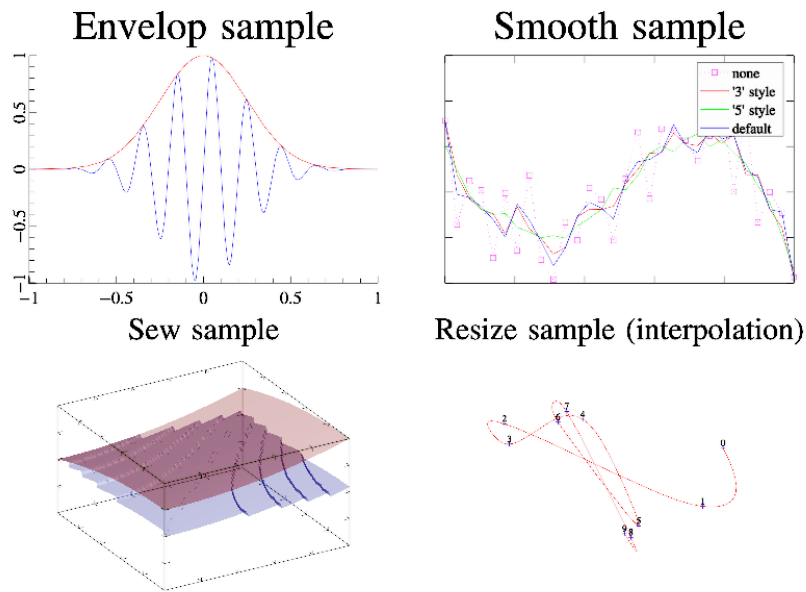 Envelop sample
1
0.5
0
−0.5
−1
−1
−0.5
0
0.5
1
Smooth sample
none
'3' style
'5' style
default
Sew sample
Resize sample (interpolation)
0
1
2
3
4
5
6
7
8
9